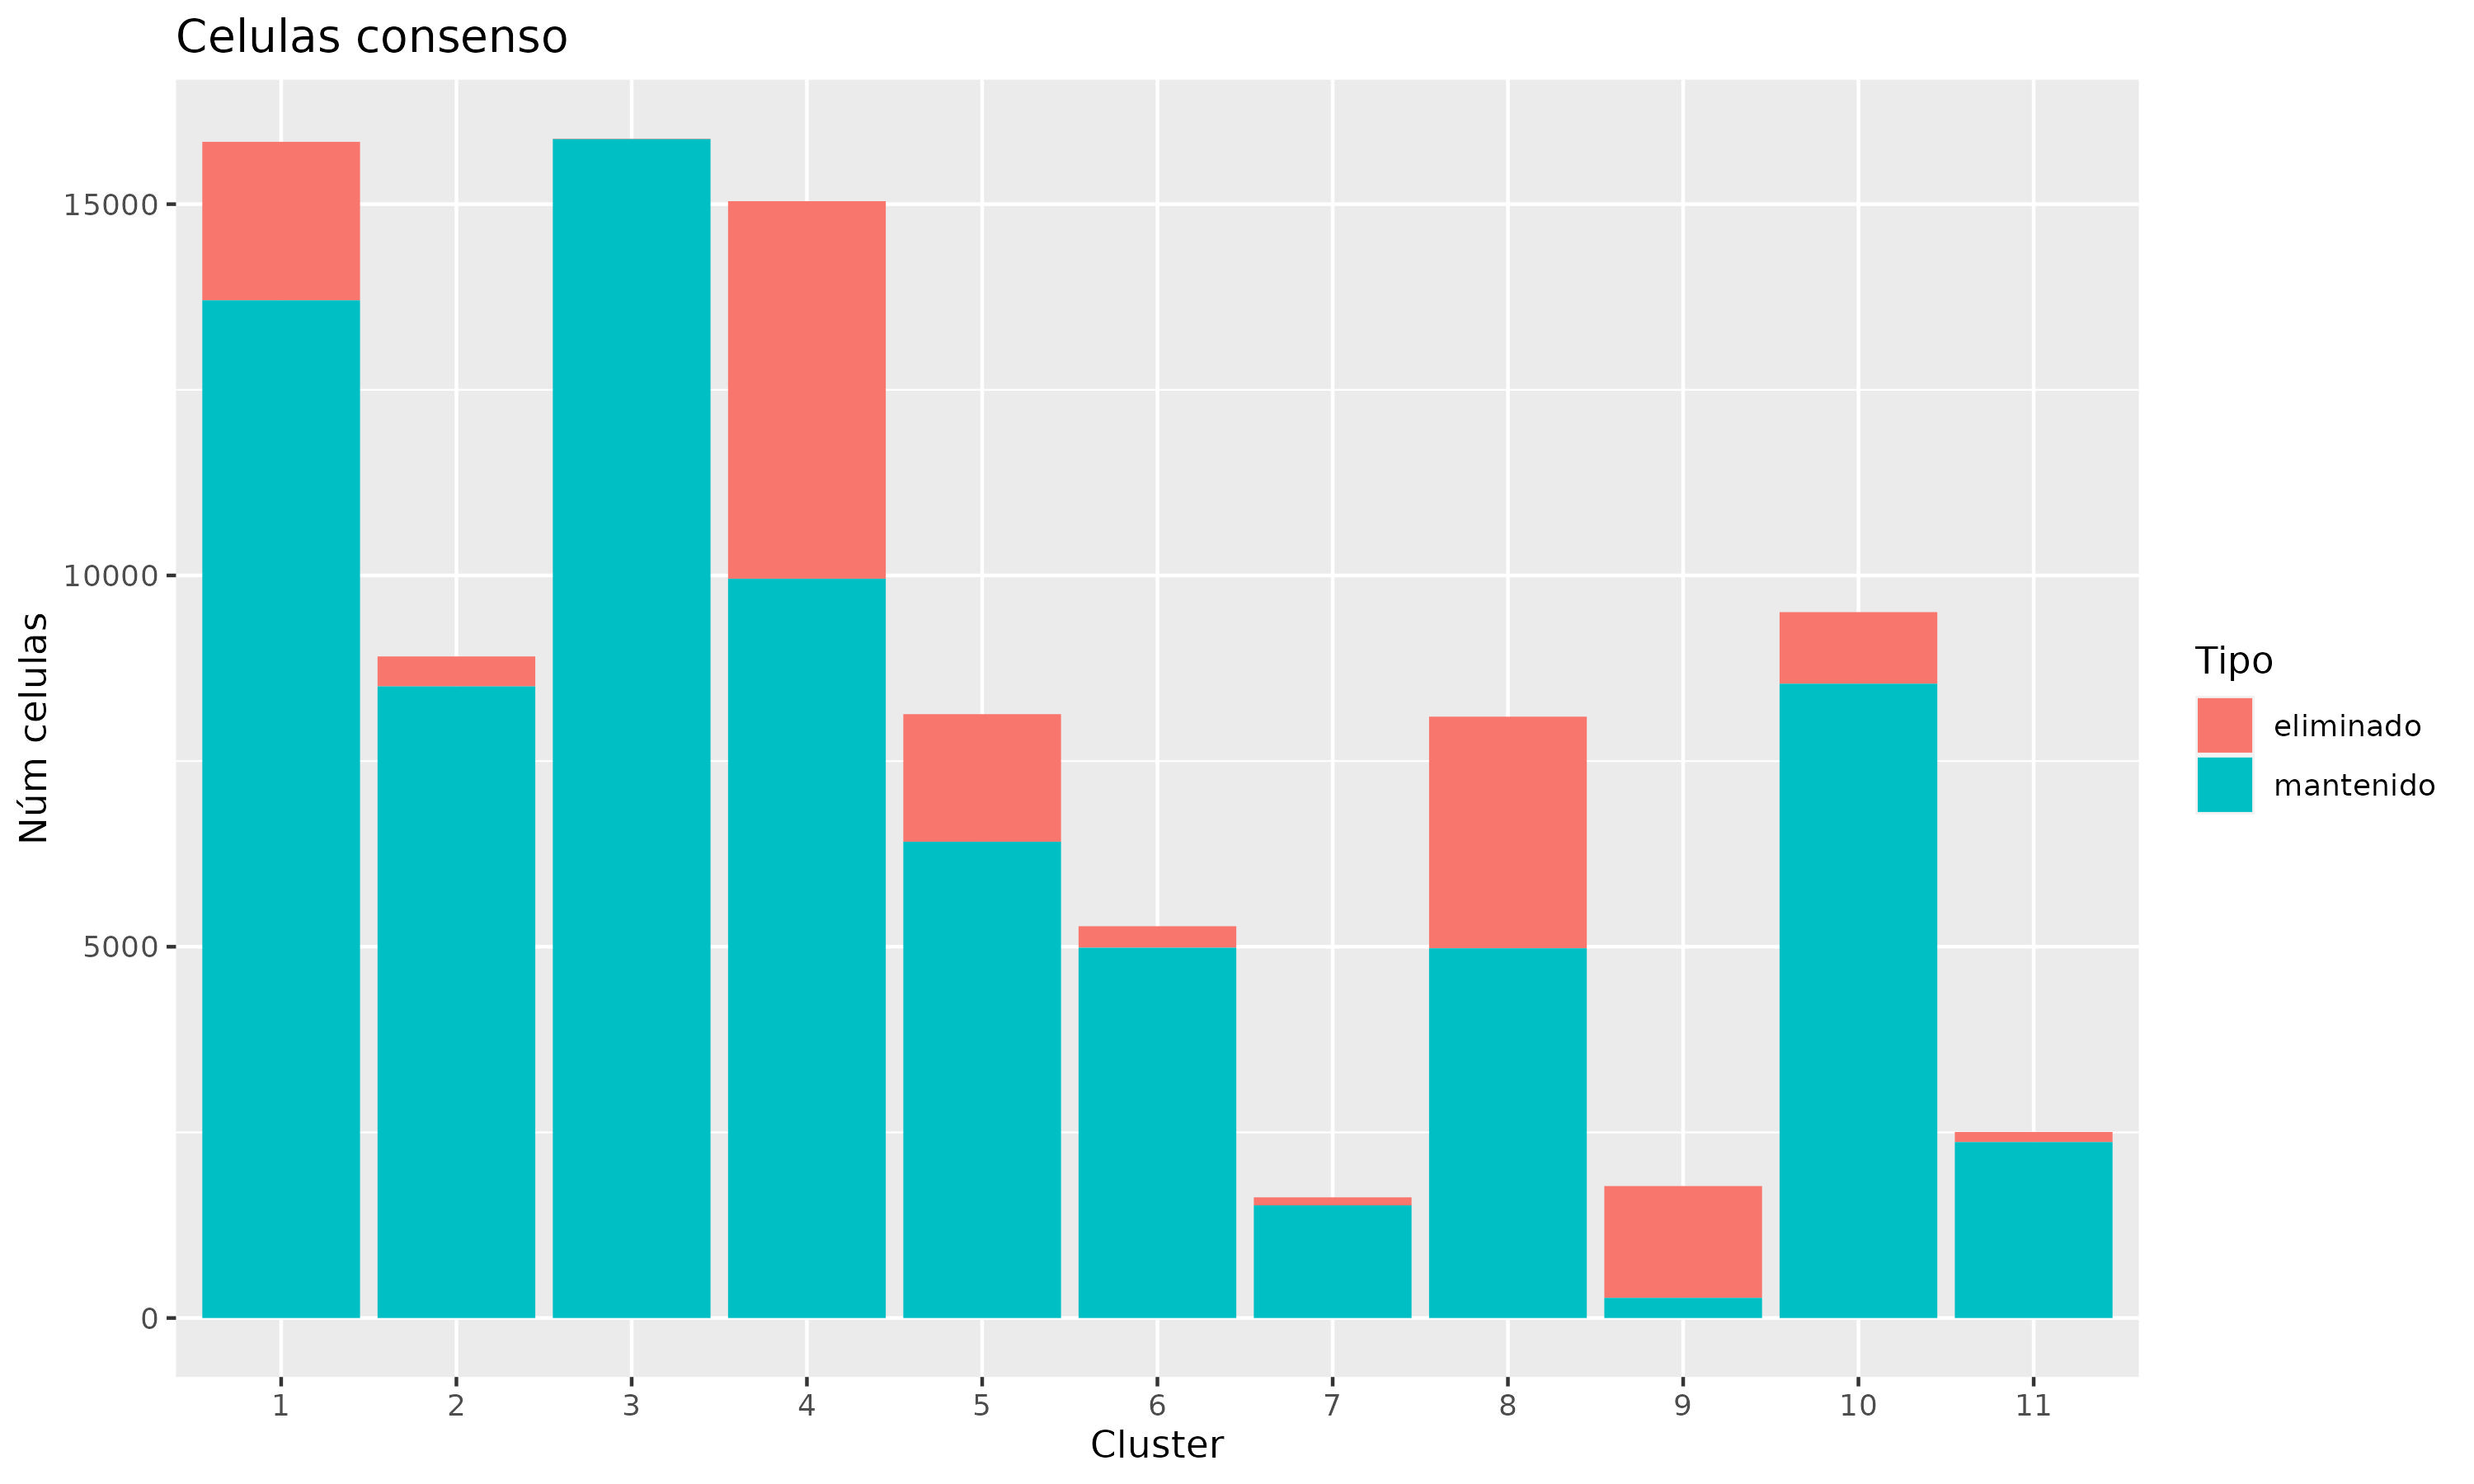 Celulas consenso
Núm celulas
15000
10000
5000
0
1 2 3 4 5 6 7 8 9 10 11
Cluster
Tipo
eliminado
mantenido